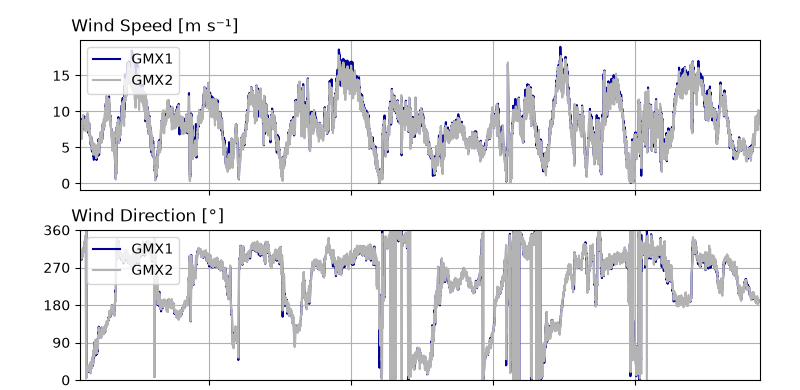 Wind Speed [m s⁻¹]
GMX1
GMX2
15
10
5
0
Wind Direction [°]
360
GMX1
GMX2
270
180
90
0